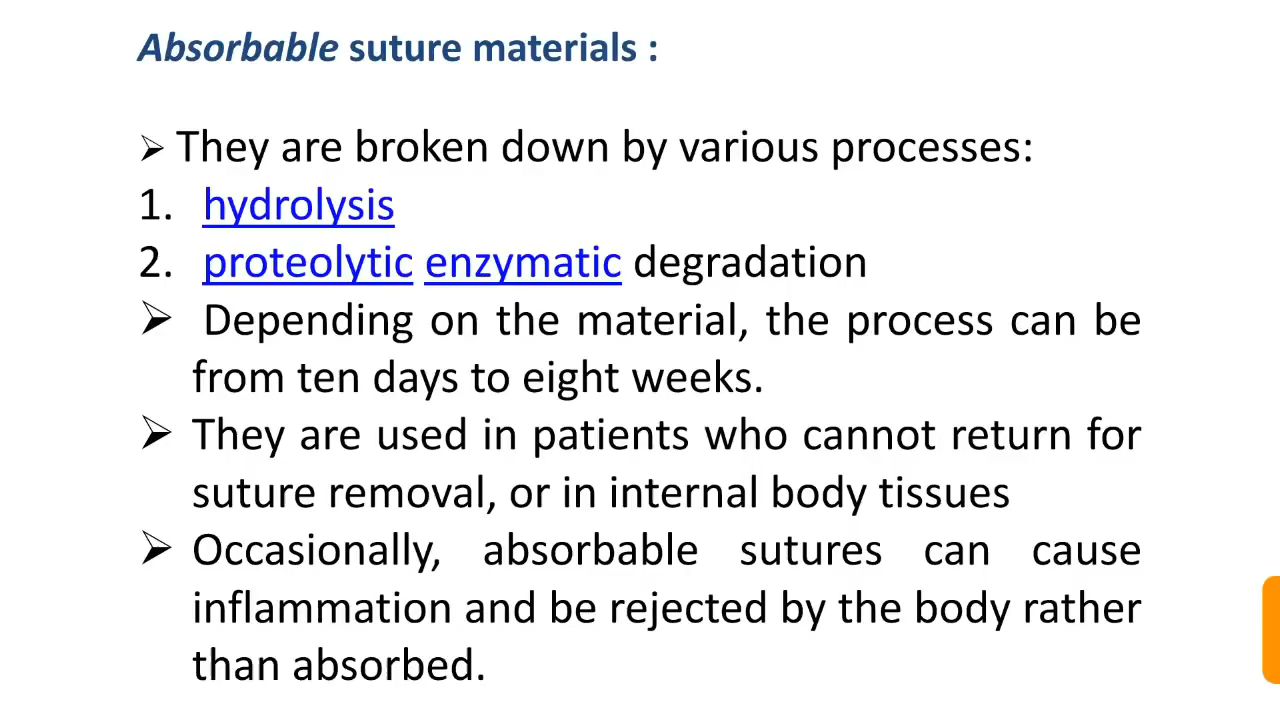 Absorbable suture materials :
➢ They are broken down by various processes:
1. hydrolysis
2. proteolytic enzymatic degradation
➢ Depending on the material, the process can be
from ten days to eight weeks.
➢ They are used in patients who cannot return for
suture removal, or in internal body tissues
➢ Occasionally, absorbable sutures can cause
inflammation and be rejected by the body rather
than absorbed.